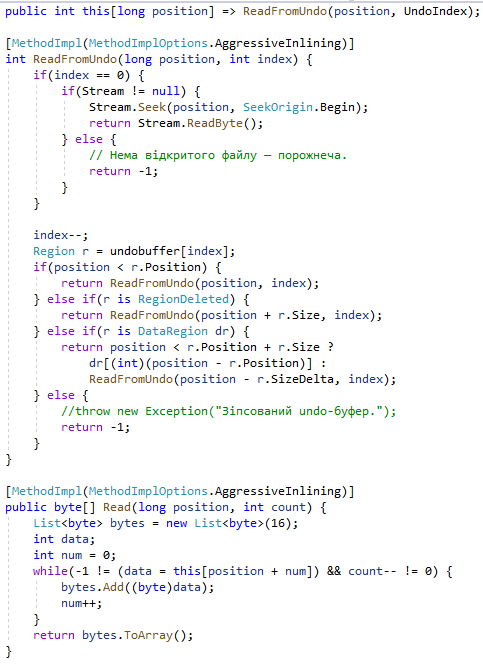 public int this[long position] => ReadFromUndo(position, UndoIndex);

[MethodImpl(MethodImplOptions.AggressiveInlining)]
int ReadFromUndo(long position, int index) {
    if(index == 0) {
        if(Stream != null) {
            Stream.Seek(position, SeekOrigin.Begin);
            return Stream.ReadByte();
        } else {
            // Нема відкритого файлу — порожнеча.
            return -1;
        }
    }

    index--;
    Region r = undobuffer[index];
    if(position < r.Position) {
        return ReadFromUndo(position, index);
    } else if(r is RegionDeleted) {
        return ReadFromUndo(position + r.Size, index);
    } else if(r is DataRegion dr) {
        return position < r.Position + r.Size ?
            dr[(int)(position - r.Position)] :
            ReadFromUndo(position - r.SizeDelta, index);
    } else {
        //throw new Exception("Зіпсований undo-буфер.");
        return -1;
    }
}

[MethodImpl(MethodImplOptions.AggressiveInlining)]
public byte[] Read(long position, int count) {
    List<byte> bytes = new List<byte>(16);
    int data;
    int num = 0;
    while(-1 != (data = this[position + num]) && count-- != 0) {
        bytes.Add((byte)data);
        num++;
    }
    return bytes.ToArray();
}